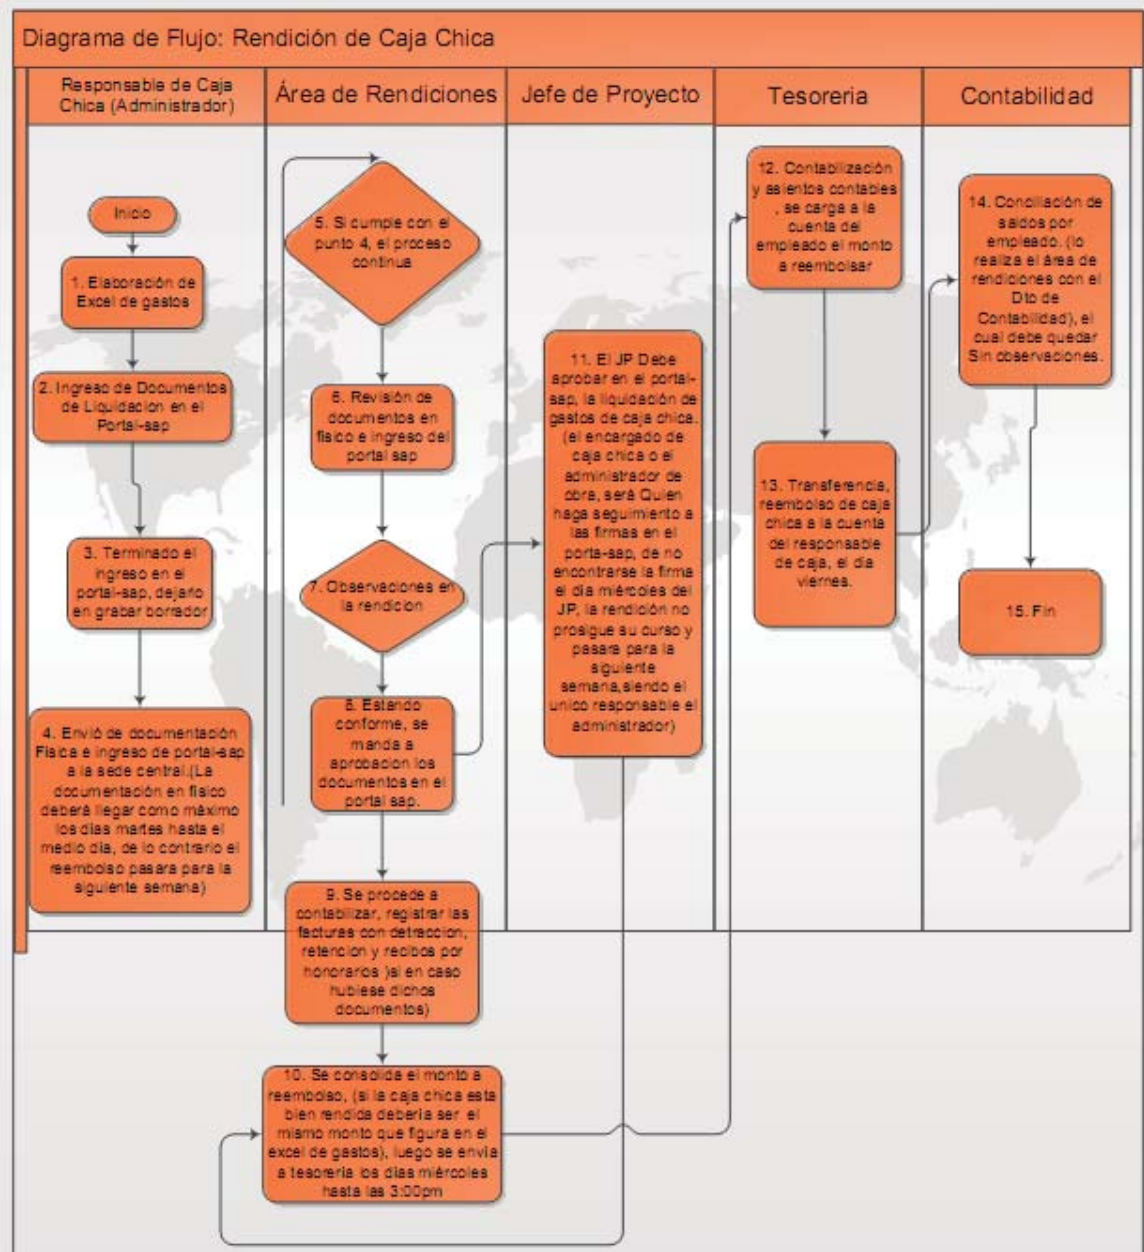 Diagrama de Flujo: Rendición de Caja Chica
Responsable de Caja
Chica (Administrador)
Área de Rendiciones
Jefe de Proyecto
Tesoreria
Contabilidad
Inicio
1. Elaboración de
Excel de gastos
2. Ingreso de Documentos
de Liquidacion en el
Portal-sap
3. Terminado el
ingreso en el
portal-sap, dejarlo
en grabar borrador
4. Envió de documentación
Fisica e ingreso de portal-sap
a la sede central.(La
documentación en físico
deberá llegar como máximo
los días martes hasta el
medio día, de lo contrario el
reembolso pasara para la
siguiente semana)
5. Si cumple con el
punto 4, el proceso
continua
6. Revisión de
documentos en
físico e ingreso del
portal sap
7. Observaciones en
la rendicion
8. Estando
conforme, se
manda a
aprobacion los
documentos en el
portal sap.
9. Se procede a
contabilizar, registrar las
facturas con detraccion,
retencion y recibos por
honorarios )si en caso
hubiese dichos
documentos)
10. Se consolida el monto a
reembolso, (si la caja chica esta
bien rendida deberia ser el
mismo monto que figura en el
excel de gastos), luego se envia
a tesoreria los días miércoles
hasta las 3:00pm
11. El JP Debe
aprobar en el portal-
sap, la liquidación de
gastos de caja chica.
(el encargado de
caja chica o el
administrador de
obra, será Quien
haga seguimiento a
las firmas en el
porta-sap, de no
encontrarse la firma
el día miércoles del
JP, la rendición no
prosigue su curso y
pasara para la
siguiente
semana,siendo el
unico responsable el
administrador)
12. Contabilización
y asientos contables
, se carga a la
cuenta del
empleado el monto
a reembolsar
13. Transferencia,
reembolso de caja
chica a la cuenta
del responsable
de caja, el día
viernes.
14. Conciliación de
saldos por
empleado. (lo
realiza el área de
rendiciones con el
Dto de
Contabilidad), el
cual debe quedar
Sin observaciones.
15. Fin